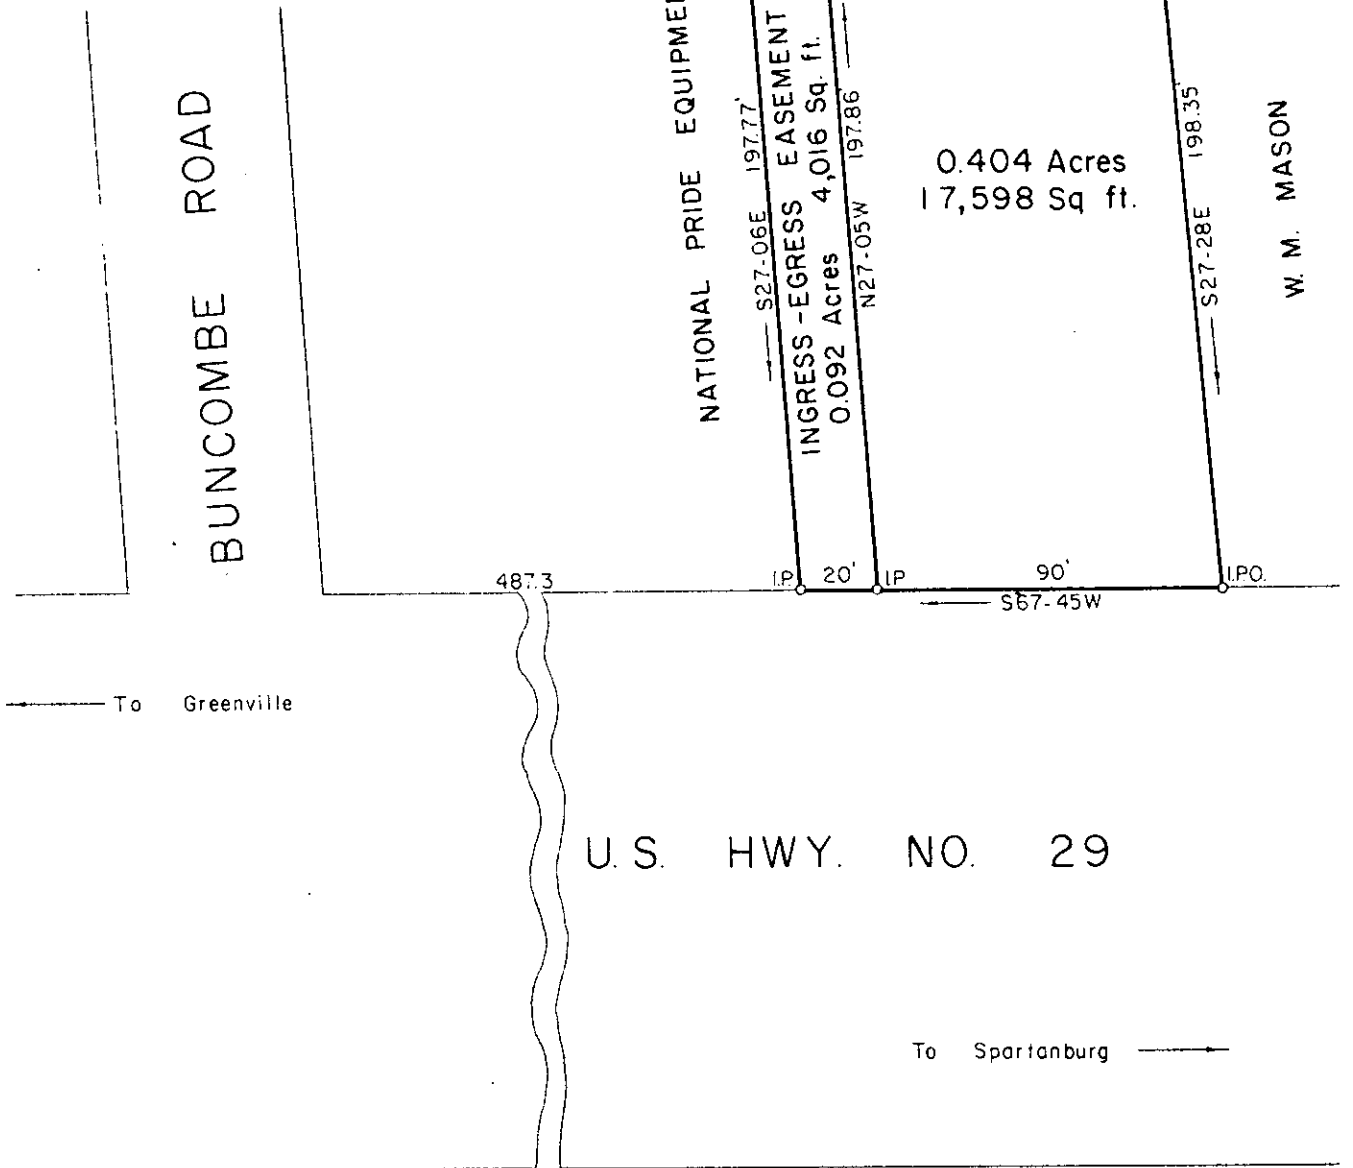 BUNCOMBE ROAD
NATIONAL PRIDE
S27-06E 197.77'
INGRESS-EGRESS EASEMENT
0.092 Acres 4,016 Sq. ft.
N27-05W 197.86
0.404 Acres
17,598 Sq ft.
S27-28E 198.35'
W. M. MASON
487.3
I.P. 20' I.P 90' I.P.O.
S67-45W
To Greenville
U.S. HWY. NO. 29
To Spartanburg